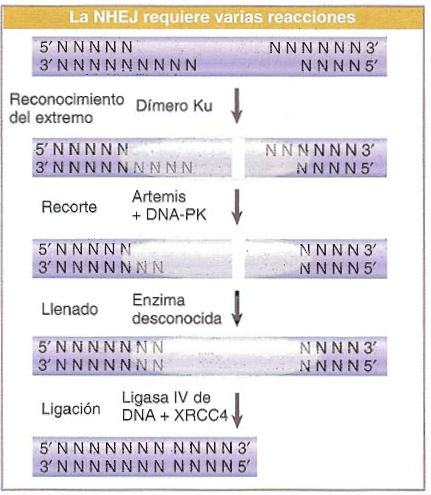 La NHEJ requiere varias reacciones
5′ N N N N N N N N N N N 3′
3′ N N N N N N N N N N N N N 5′
Reconocimiento
del extremo
Dímero Ku
5′ N N N N N N N N N N N 3′
3′ N N N N N N N N N N N N N 5′
Recorte
Artemis
+ DNA-PK
5′ N N N N N N N N N 3′
3′ N N N N N N N N N N N 5′
Llenado
Enzima
desconocida
5′ N N N N N N N N N N N 3′
3′ N N N N N N N N N N N 5′
Ligación
Ligasa IV de
DNA + XRCC4
5′ N N N N N N N N N N N 3′
3′ N N N N N N N N N N N 5′